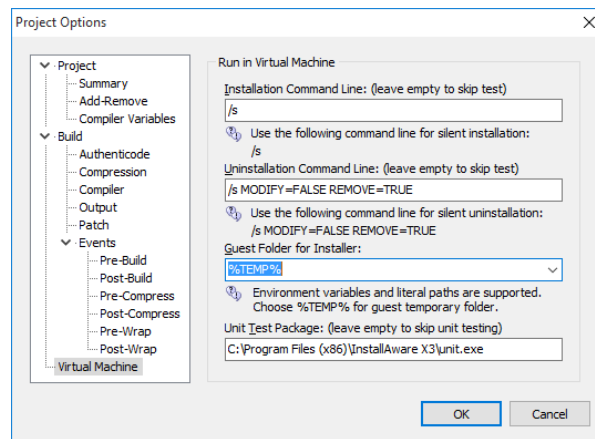 Project Options
Project
Summary
Add-Remove
Compiler Variables
Build
Authenticode
Compression
Compiler
Output
Patch
Events
Pre-Build
Post-Build
Pre-Compress
Post-Compress
Pre-Wrap
Post-Wrap
Virtual Machine
Run in Virtual Machine
Installation Command Line: (leave empty to skip test)
/s
Use the following command line for silent installation:
/s
Uninstallation Command Line: (leave empty to skip test)
/s MODIFY=FALSE REMOVE=TRUE
Use the following command line for silent uninstallation:
/s MODIFY=FALSE REMOVE=TRUE
Guest Folder for Installer:
%TEMP%
Environment variables and literal paths are supported.
Choose %TEMP% for guest temporary folder.
Unit Test Package: (leave empty to skip unit testing)
C:\Program Files (x86)\InstallAware X3\unit.exe
OK
Cancel